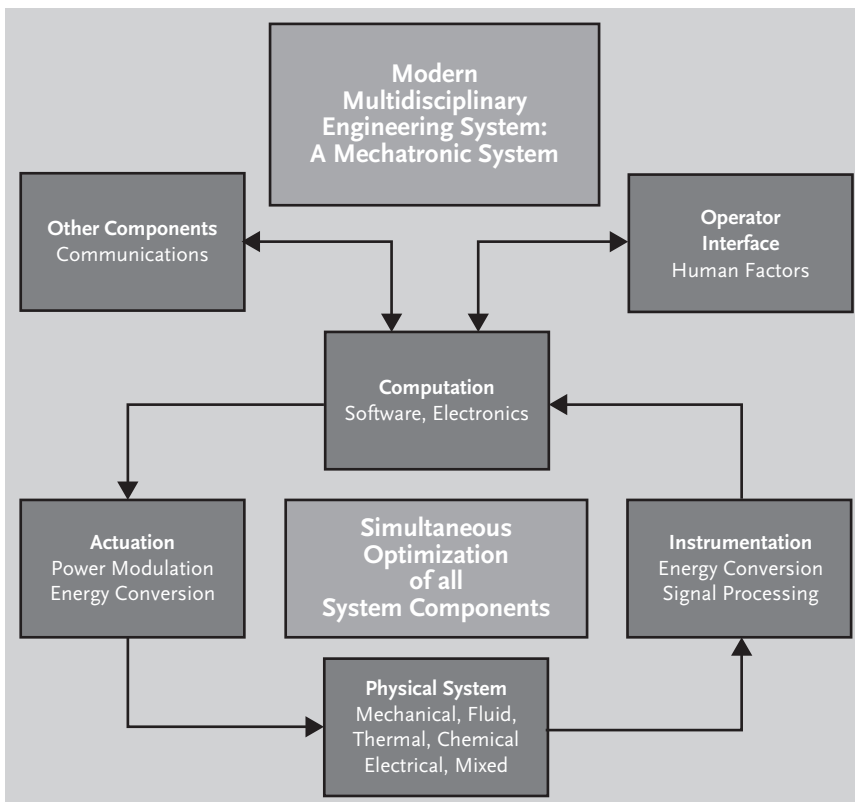 Modern
Multidisciplinary
Engineering System:
A Mechatronic System
Other Components
Communications
Operator
Interface
Human Factors
Computation
Software, Electronics
Actuation
Power Modulation
Energy Conversion
Simultaneous
Optimization
of all
System Components
Instrumentation
Energy Conversion
Signal Processing
Physical System
Mechanical, Fluid,
Thermal, Chemical
Electrical, Mixed